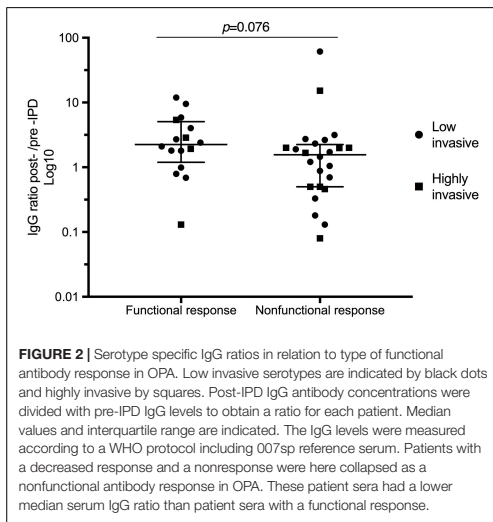 p=0.076
100
10
1
0.1
0.01
IgG ratio post- /pre -IPD
Log10
Low
invasive
Highly
invasive
Functional response
Nonfunctional response
FIGURE 2 | Serotype specific IgG ratios in relation to type of functional
antibody response in OPA. Low invasive serotypes are indicated by black dots
and highly invasive by squares. Post-IPD IgG antibody concentrations were
divided with pre-IPD IgG levels to obtain a ratio for each patient. Median
values and interquartile range are indicated. The IgG levels were measured
according to a WHO protocol including 007sp reference serum. Patients with
a decreased response and a nonresponse were here collapsed as a
nonfunctional antibody response in OPA. These patient sera had a lower
median serum IgG ratio than patient sera with a functional response.